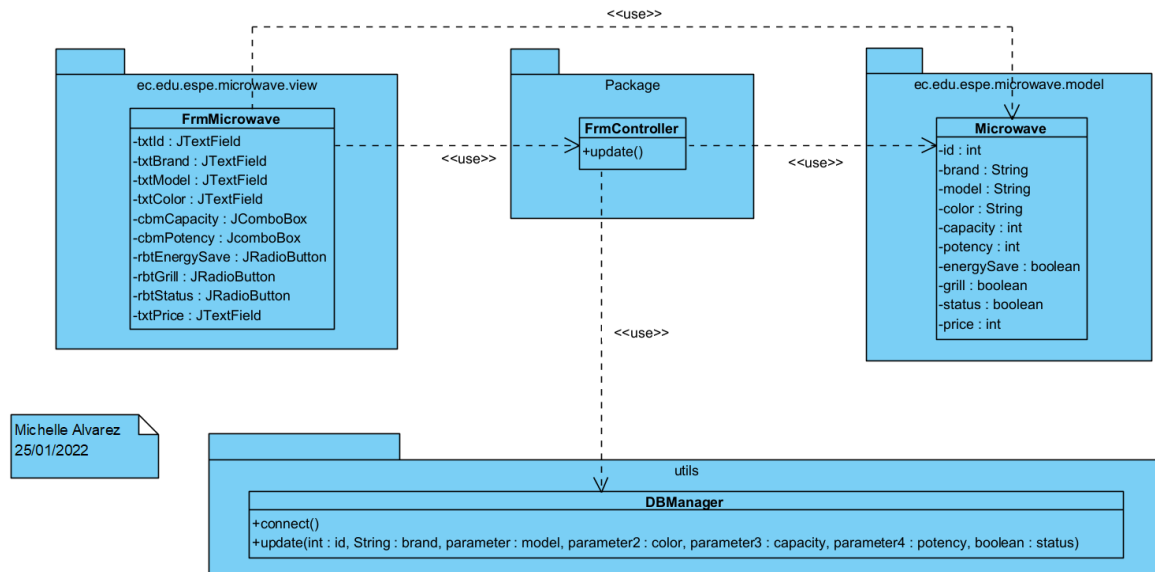 <<use>>
ec.edu.espe.microwave.view
FrmMicrowave
-txtId : JTextField
-txtBrand : JTextField
-txtModel : JTextField
-txtColor : JTextField
-cbmCapacity : JComboBox
-cbmPotency : JcomboBox
-rbtEnergySave : JRadioButton
-rbtGrill : JRadioButton
-rbtStatus : JRadioButton
-txtPrice : JTextField
<<use>>
Package
FrmController
+update()
<<use>>
ec.edu.espe.microwave.model
Microwave
-id : int
-brand : String
-model : String
-color : String
-capacity : int
-potency : int
-energySave : boolean
-grill : boolean
-status : boolean
-price : int
<<use>>
Michelle Alvarez
25/01/2022
utils
DBManager
+connect()
+update(int : id, String : brand, parameter : model, parameter2 : color, parameter3 : capacity, parameter4 : potency, boolean : status)